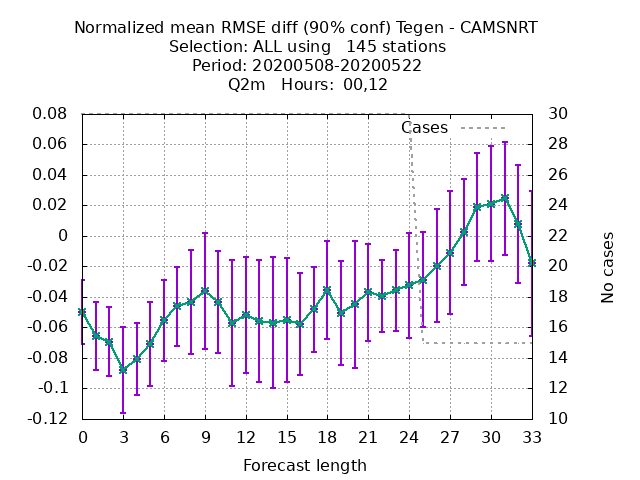 Normalized mean RMSE diff (90% conf) Tegen - CAMSNRT
Selection: ALL using   145 stations
Period: 20200508-20200522
Q2m   Hours:  00,12
0.08
0.06
0.04
0.02
0
-0.02
-0.04
-0.06
-0.08
-0.1
-0.12
Cases
30
28
26
24
22
20
18
16
14
12
10
No cases
0 3 6 9 12 15 18 21 24 27 30 33
Forecast length